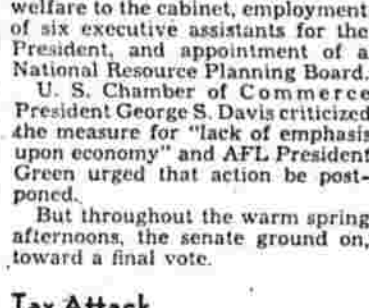 welfare to the cabinet, employment
of six executive assistants for the
President, and appointment of a
National Resource Planning Board.
U. S. Chamber of Commerce
President George S. Davis criticized
the measure for "lack of emphasis
upon economy" and AFL President
Green urged that action be post-
poned.
But throughout the warm spring
afternoons, the senate ground on,
toward a final vote.
Tax Attack